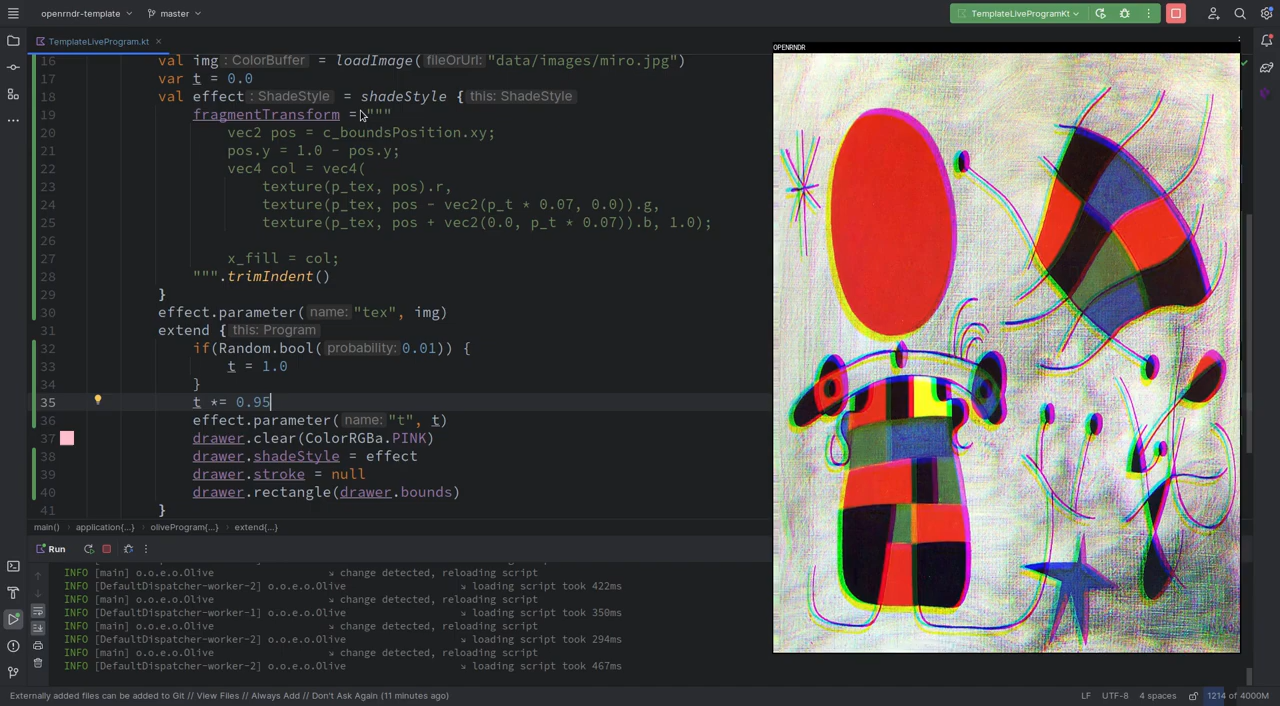 openrndr-template master TemplateLiveProgramKt
TemplateLiveProgram.kt
OPENRNDR
16 val img : ColorBuffer = loadImage( fileOrUrl: "data/images/miro.jpg")
17 var t = 0.0
18 val effect : ShadeStyle = shadeStyle { this: ShadeStyle
19 fragmentTransform = """
20 vec2 pos = c_boundsPosition.xy;
21 pos.y = 1.0 - pos.y;
22 vec4 col = vec4(
23 texture(p_tex, pos).r,
24 texture(p_tex, pos - vec2(p_t * 0.07, 0.0)).g,
25 texture(p_tex, pos + vec2(0.0, p_t * 0.07)).b, 1.0);
26
27 x_fill = col;
28 """.trimIndent()
29 }
30 effect.parameter( name: "tex", img)
31 extend { this: Program
32 if(Random.bool( probability: 0.01)) {
33 t = 1.0
34 }
35 t *= 0.95
36 effect.parameter( name: "t", t)
37 drawer.clear(ColorRGBa.PINK)
38 drawer.shadeStyle = effect
39 drawer.stroke = null
40 drawer.rectangle(drawer.bounds)
41 }
main() application{...} oliveProgram{...} extend{...}
Run
INFO [main] o.o.e.o.Olive ↘ change detected, reloading script
INFO [DefaultDispatcher-worker-2] o.o.e.o.Olive ↘ loading script took 422ms
INFO [main] o.o.e.o.Olive ↘ change detected, reloading script
INFO [DefaultDispatcher-worker-1] o.o.e.o.Olive ↘ loading script took 350ms
INFO [main] o.o.e.o.Olive ↘ change detected, reloading script
INFO [DefaultDispatcher-worker-2] o.o.e.o.Olive ↘ loading script took 294ms
INFO [main] o.o.e.o.Olive ↘ change detected, reloading script
INFO [DefaultDispatcher-worker-2] o.o.e.o.Olive ↘ loading script took 467ms
Externally added files can be added to Git // View Files // Always Add // Don't Ask Again (11 minutes ago) LF UTF-8 4 spaces 1214 of 4000M